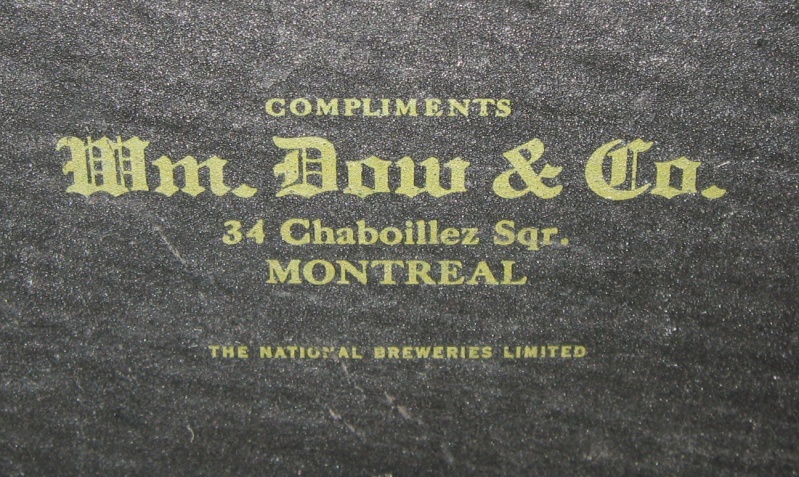 COMPLIMENTS
Wm. Dow & Co.
34 Chaboillez Sqr.
MONTREAL
THE NATIONAL BREWERIES LIMITED